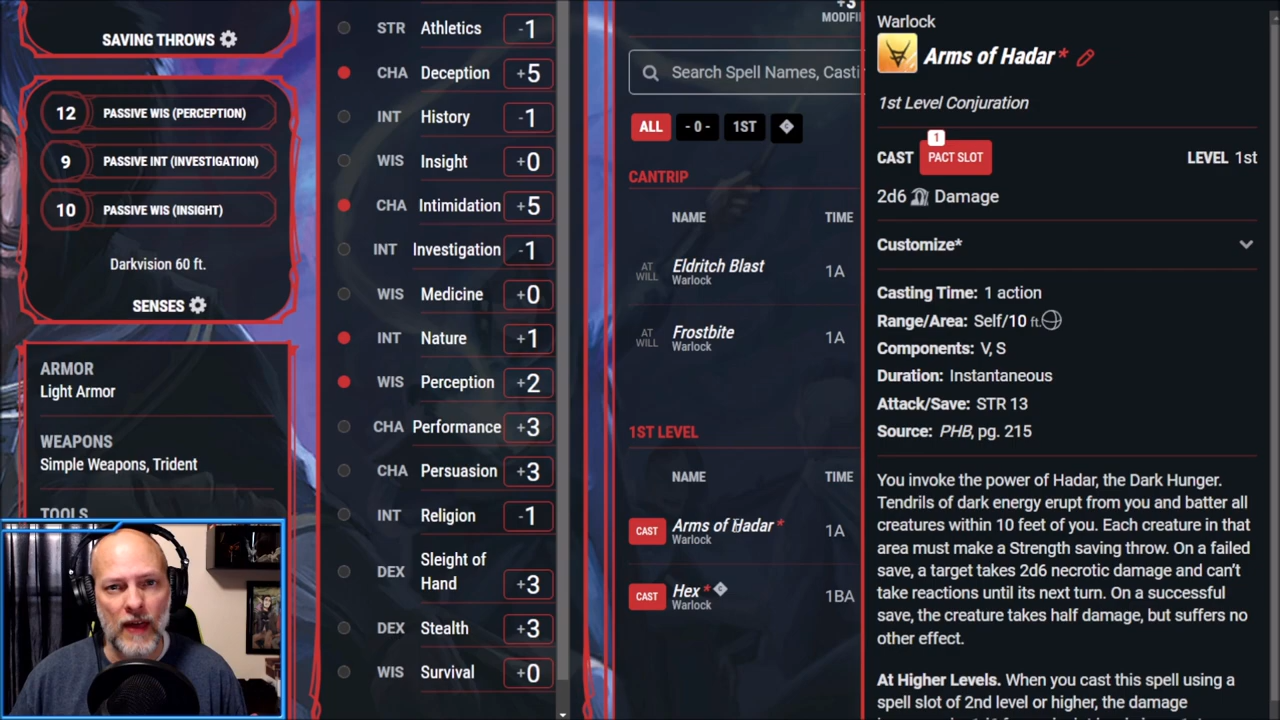 SAVING THROWS
12 PASSIVE WIS (PERCEPTION)
9 PASSIVE INT (INVESTIGATION)
10 PASSIVE WIS (INSIGHT)
Darkvision 60 ft.
SENSES
ARMOR
Light Armor
WEAPONS
Simple Weapons, Trident
TOOLS
STR Athletics -1
CHA Deception +5
INT History -1
WIS Insight +0
CHA Intimidation +5
INT Investigation -1
WIS Medicine +0
INT Nature +1
WIS Perception +2
CHA Performance +3
CHA Persuasion +3
INT Religion -1
DEX Sleight of
Hand +3
DEX Stealth +3
WIS Survival +0
+3
MODIFI
Search Spell Names, Casti
ALL - 0 - 1ST C
CANTRIP
NAME TIME
AT
WILL
Eldritch Blast 1A
Warlock
AT
WILL
Frostbite 1A
Warlock
1ST LEVEL
NAME TIME
CAST Arms of Hadar * 1A
Warlock
CAST Hex * C 1BA
Warlock
Warlock
Arms of Hadar *
1st Level Conjuration
1
CAST PACT SLOT LEVEL 1st
2d6 Damage
Customize*
Casting Time: 1 action
Range/Area: Self/10 ft.
Components: V, S
Duration: Instantaneous
Attack/Save: STR 13
Source: PHB, pg. 215
You invoke the power of Hadar, the Dark Hunger.
Tendrils of dark energy erupt from you and batter all
creatures within 10 feet of you. Each creature in that
area must make a Strength saving throw. On a failed
save, a target takes 2d6 necrotic damage and can't
take reactions until its next turn. On a successful
save, the creature takes half damage, but suffers no
other effect.
At Higher Levels. When you cast this spell using a
spell slot of 2nd level or higher, the damage